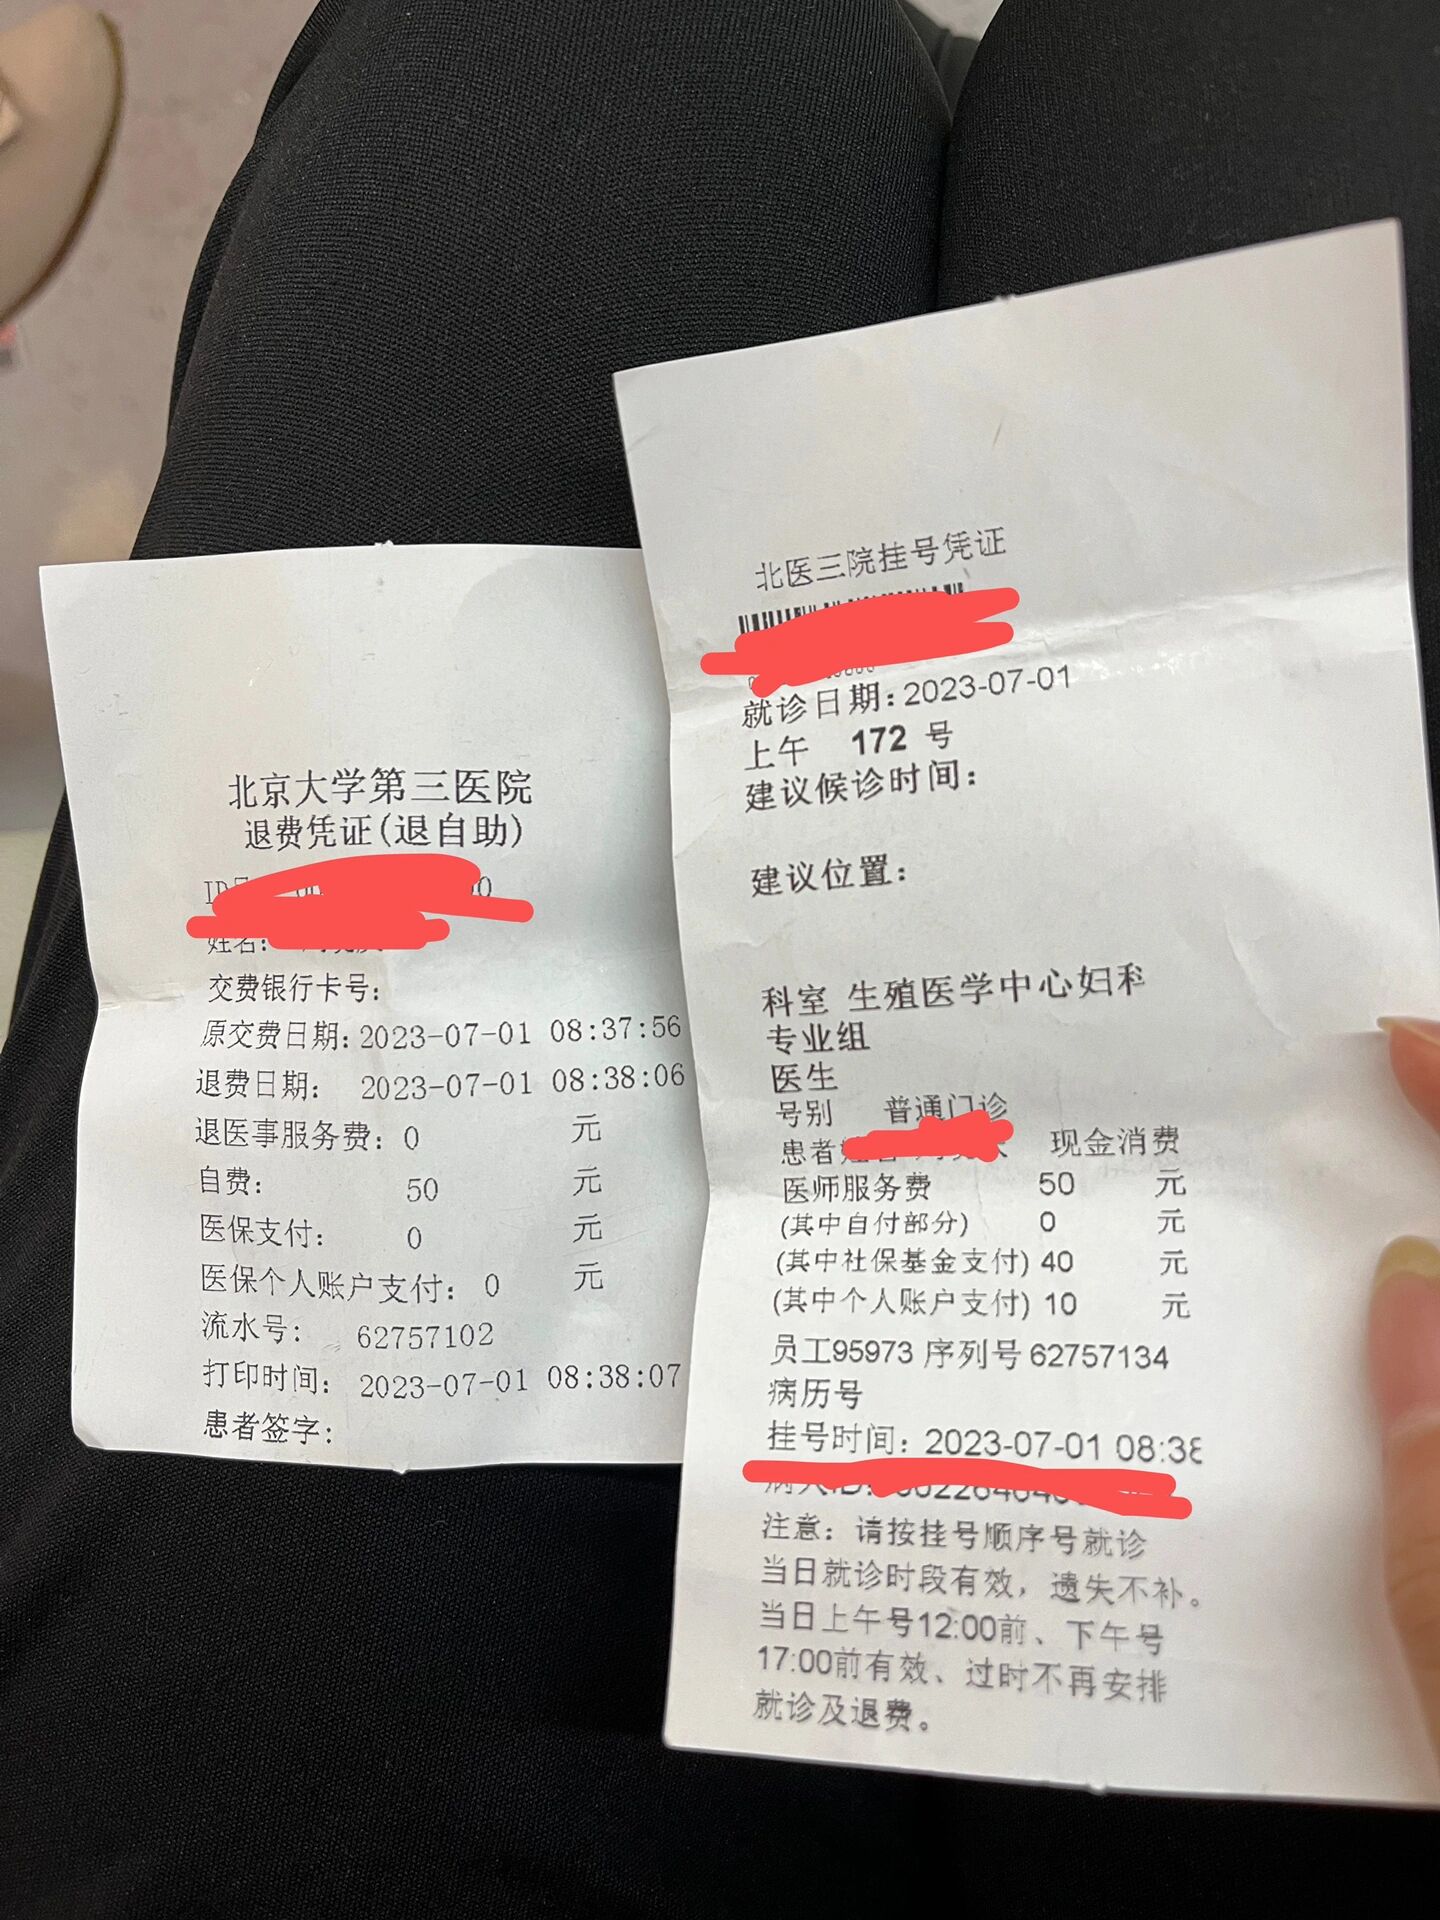 北京大学第三医院
退费凭证(退自助)
姓名:
交费银行卡号:
原交费日期: 2023-07-01 08:37:56
退费日期: 2023-07-01 08:38:06
退医事服务费: 0 元
自费: 50 元
医保支付: 0 元
医保个人账户支付: 0 元
流水号: 62757102
打印时间: 2023-07-01 08:38:07
患者签字:
北医三院挂号凭证
就诊日期: 2023-07-01
上午 172 号
建议候诊时间:
建议位置:
科室 生殖医学中心妇科
专业组
医生
号别 普通门诊
患者 现金消费
医师服务费 50 元
(其中自付部分) 0 元
(其中社保基金支付) 40 元
(其中个人账户支付) 10 元
员工95973 序列号 62757134
病历号
挂号时间: 2023-07-01 08:38
注意: 请按挂号顺序号就诊
当日就诊时段有效，遗失不补。
当日上午号12:00前、下午号
17:00前有效、过时不再安排
就诊及退费。